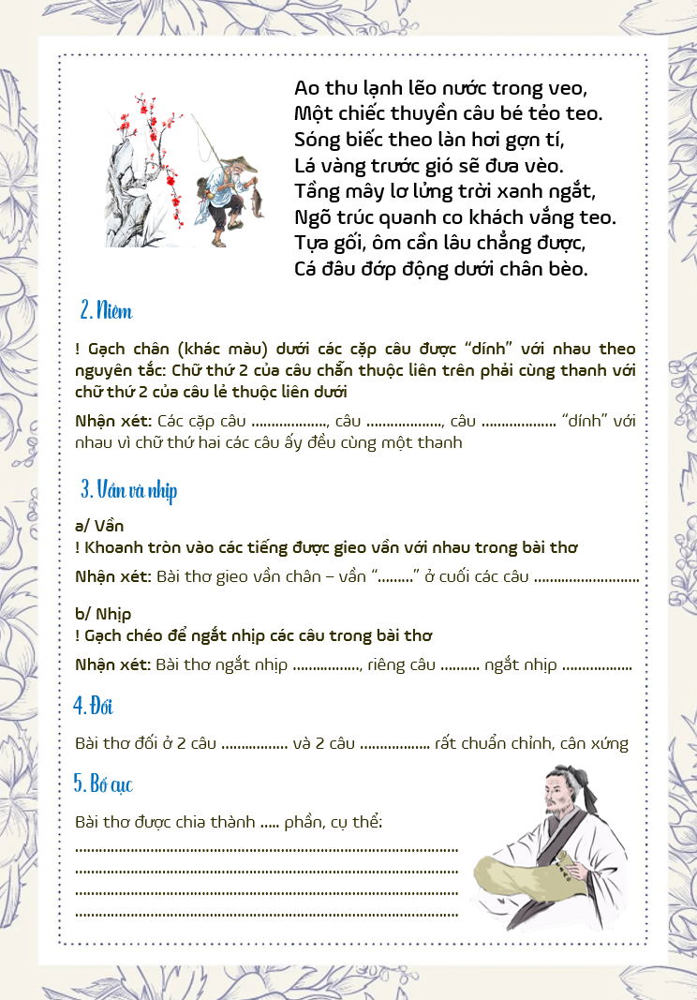 Ao thu lạnh lẽo nước trong veo,
Một chiếc thuyền câu bé tẻo teo.
Sóng biếc theo làn hơi gợn tí,
Lá vàng trước gió sẽ đưa vèo.
Tầng mây lơ lửng trời xanh ngắt,
Ngõ trúc quanh co khách vắng teo.
Tựa gối, ôm cần lâu chẳng được,
Cá đâu đớp động dưới chân bèo.
2. Niêm
! Gạch chân (khác màu) dưới các cặp câu được “dính” với nhau theo
nguyên tắc: Chữ thứ 2 của câu chẵn thuộc liên trên phải cùng thanh với
chữ thứ 2 của câu lẻ thuộc liên dưới
Nhận xét: Các cặp câu ..................., câu ..................., câu ................... “dính” với
nhau vì chữ thứ hai các câu ấy đều cùng một thanh
3. Vần và nhịp
a/ Vần
! Khoanh tròn vào các tiếng được gieo vần với nhau trong bài thơ
Nhận xét: Bài thơ gieo vần chân – vần “.........” ở cuối các câu ...........................
b/ Nhịp
! Gạch chéo để ngắt nhịp các câu trong bài thơ
Nhận xét: Bài thơ ngắt nhịp ................., riêng câu .......... ngắt nhịp ..................
4. Đối
Bài thơ đối ở 2 câu ................. và 2 câu .................. rất chuẩn chỉnh, cân xứng
5. Bố cục
Bài thơ được chia thành ..... phần, cụ thể:
..................................................................................................
..................................................................................................
..................................................................................................
..................................................................................................